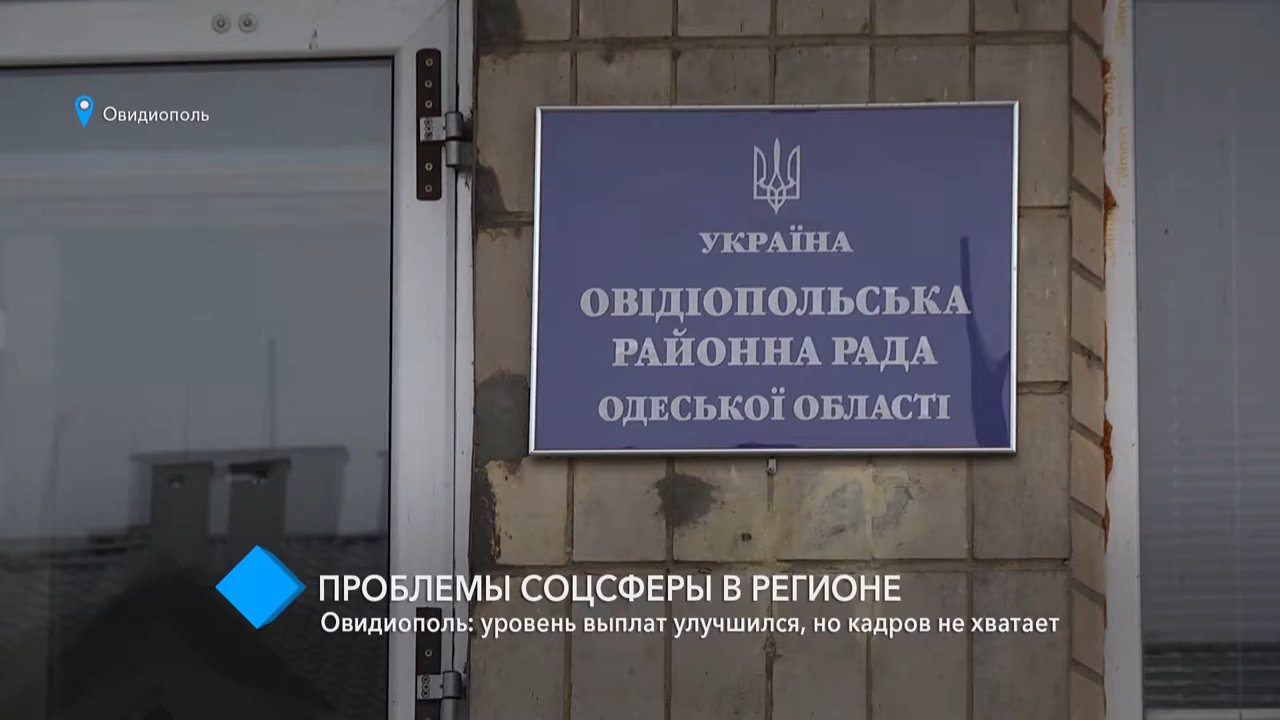 Овидиополь
УКРАЇНА
ОВІДІОПОЛЬСЬКА
РАЙОННА РАДА
ОДЕСЬКОЇ ОБЛАСТІ
ПРОБЛЕМЫ СОЦСФЕРЫ В РЕГИОНЕ
Овидиополь: уровень выплат улучшился, но кадров не хватает